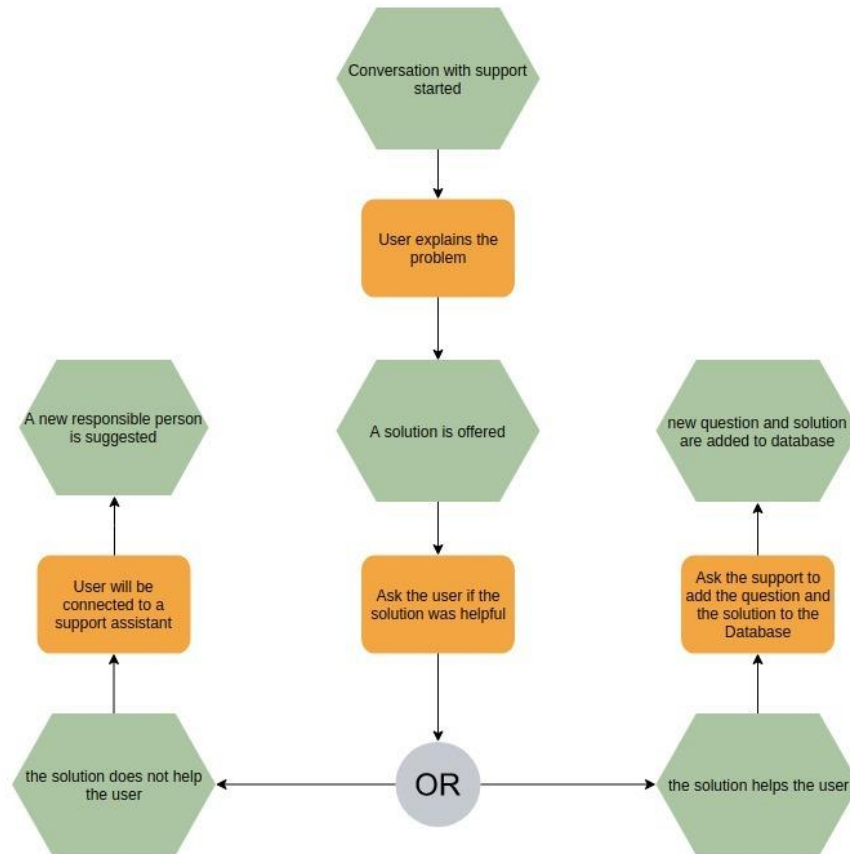 Conversation with support
started
User explains the
problem
A new responsible person
is suggested
A solution is offered
new question and solution
are added to database
User will be
connected to a
support assistant
Ask the user if the
solution was helpful
Ask the support to
add the question and
the solution to the
Database
the solution does not help
the user
OR
the solution helps the user